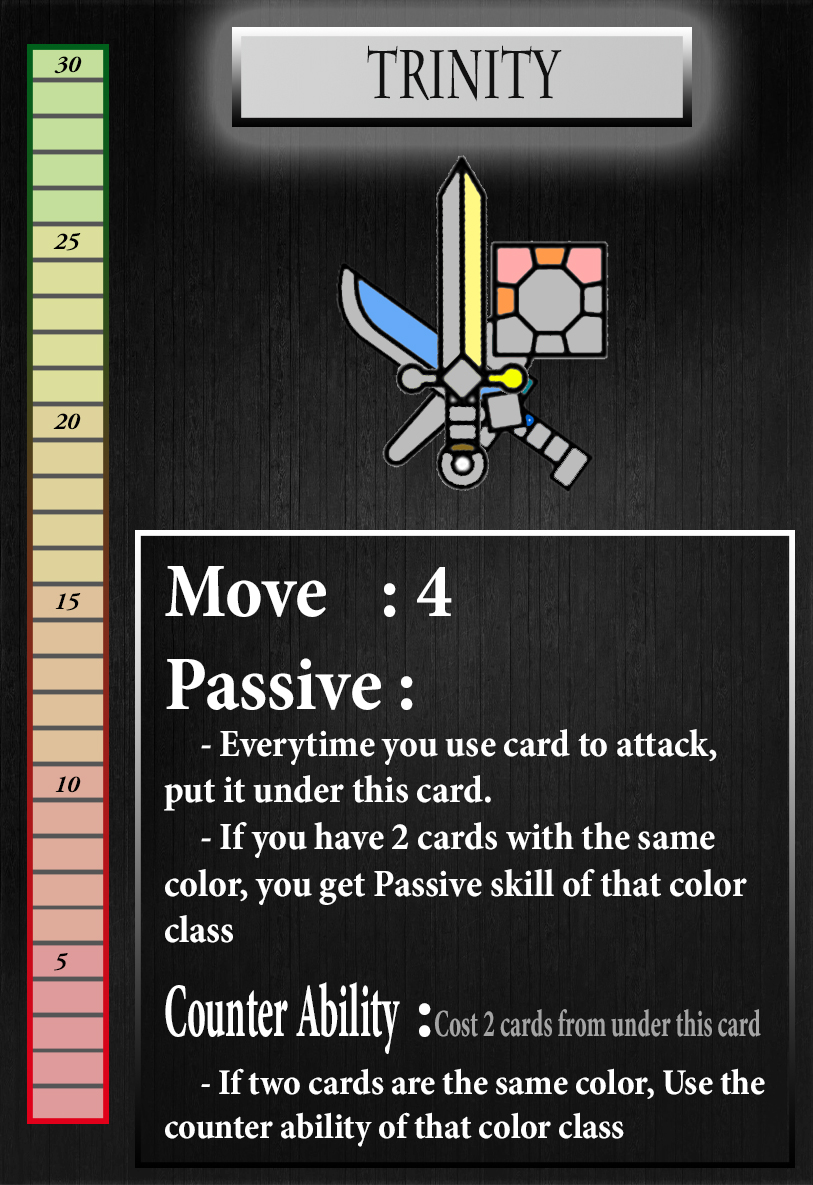 TRINITY
30
25
20
15
10
5
Move : 4
Passive :
- Everytime you use card to attack,
put it under this card.
- If you have 2 cards with the same
color, you get Passive skill of that color
class
Counter Ability : Cost 2 cards from under this card
- If two cards are the same color, Use the
counter ability of that color class